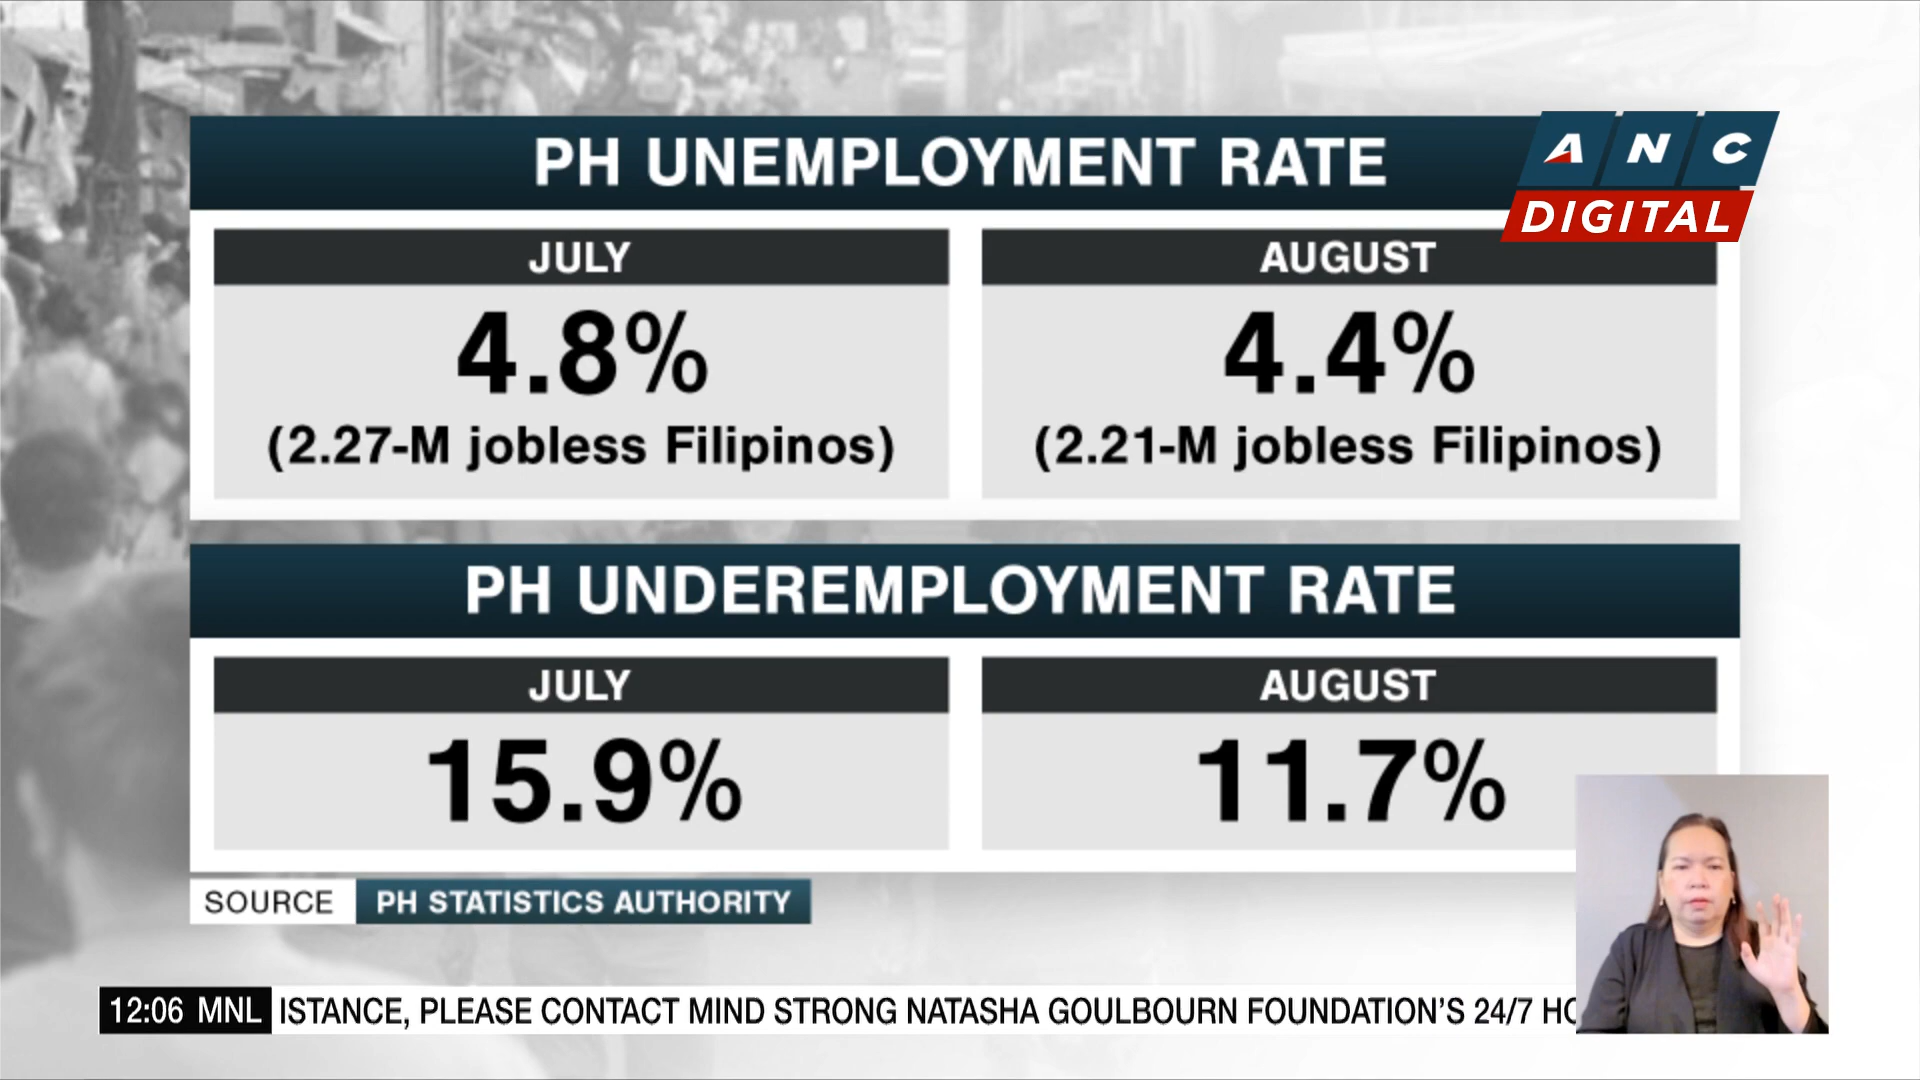 PH UNEMPLOYMENT RATE
ANC
DIGITAL
JULY
AUGUST
4.8%
4.4%
(2.27-M jobless Filipinos)
(2.21-M jobless Filipinos)
PH UNDEREMPLOYMENT RATE
JULY
AUGUST
15.9%
11.7%
SOURCE PH STATISTICS AUTHORITY
12:06 MNL ISTANCE, PLEASE CONTACT MIND STRONG NATASHA GOULBOURN FOUNDATION'S 24/7